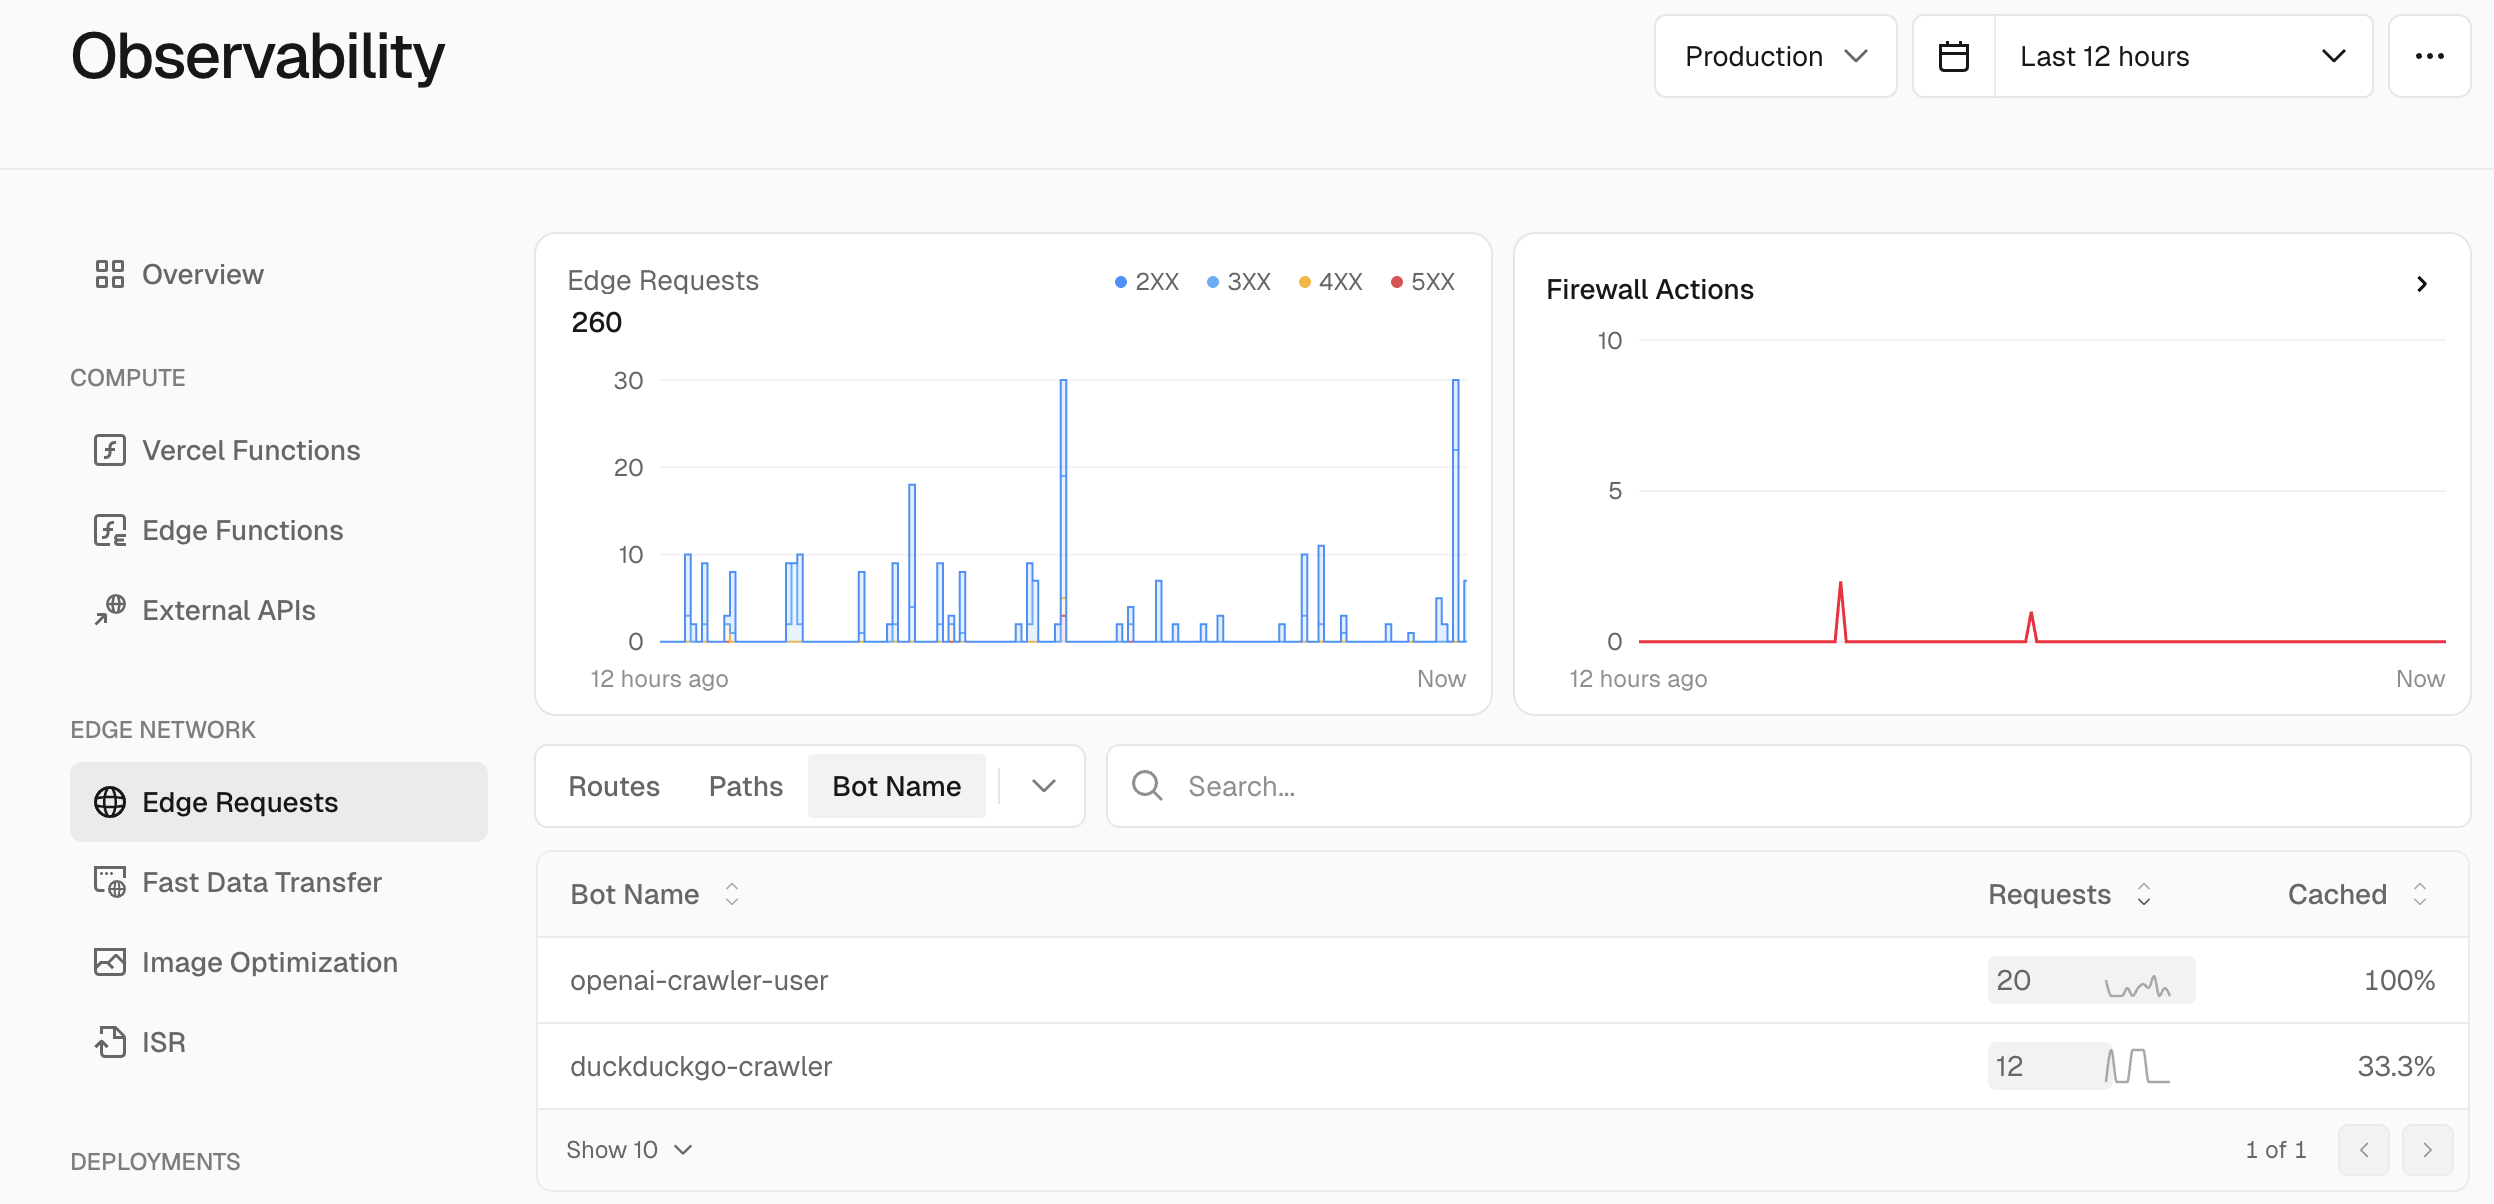 Observability
Production
Last 12 hours
Overview
COMPUTE
Vercel Functions
Edge Functions
External APIs
EDGE NETWORK
Edge Requests
Fast Data Transfer
Image Optimization
ISR
DEPLOYMENTS
Edge Requests
2XX 3XX 4XX 5XX
260
30
20
10
0
12 hours ago Now
Firewall Actions
10
5
0
12 hours ago Now
Routes Paths Bot Name
Search...
Bot Name Requests Cached
openai-crawler-user 20 100%
duckduckgo-crawler 12 33.3%
Show 10 1 of 1